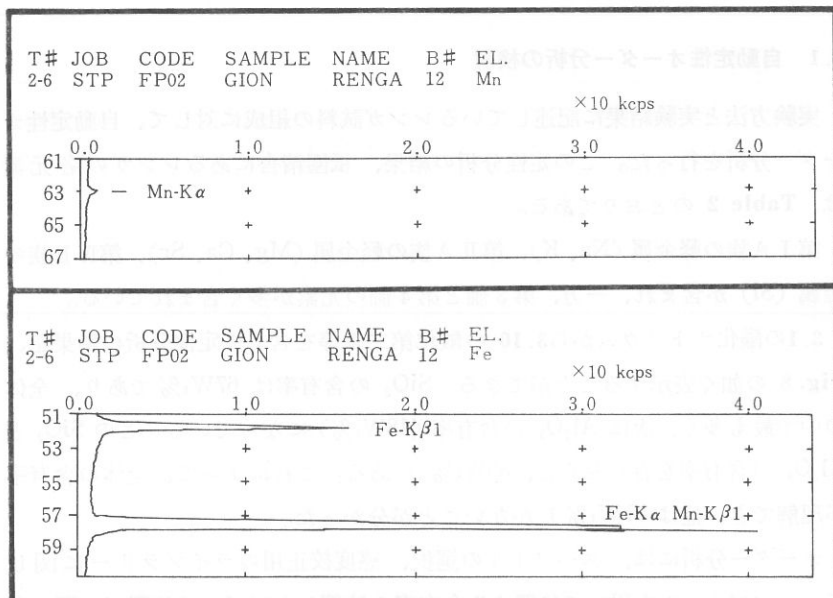 T# JOB CODE SAMPLE NAME B# EL.
2-6 STP FP02 GION RENGA 12 Mn
×10 kcps
0.0 1.0 2.0 3.0 4.0
61
63 Mn-Kα
65
67
T# JOB CODE SAMPLE NAME B# EL.
2-6 STP FP02 GION RENGA 12 Fe
×10 kcps
0.0 1.0 2.0 3.0 4.0
51
Fe-Kβ1
53
55
Fe-Kα Mn-Kβ1
57
59